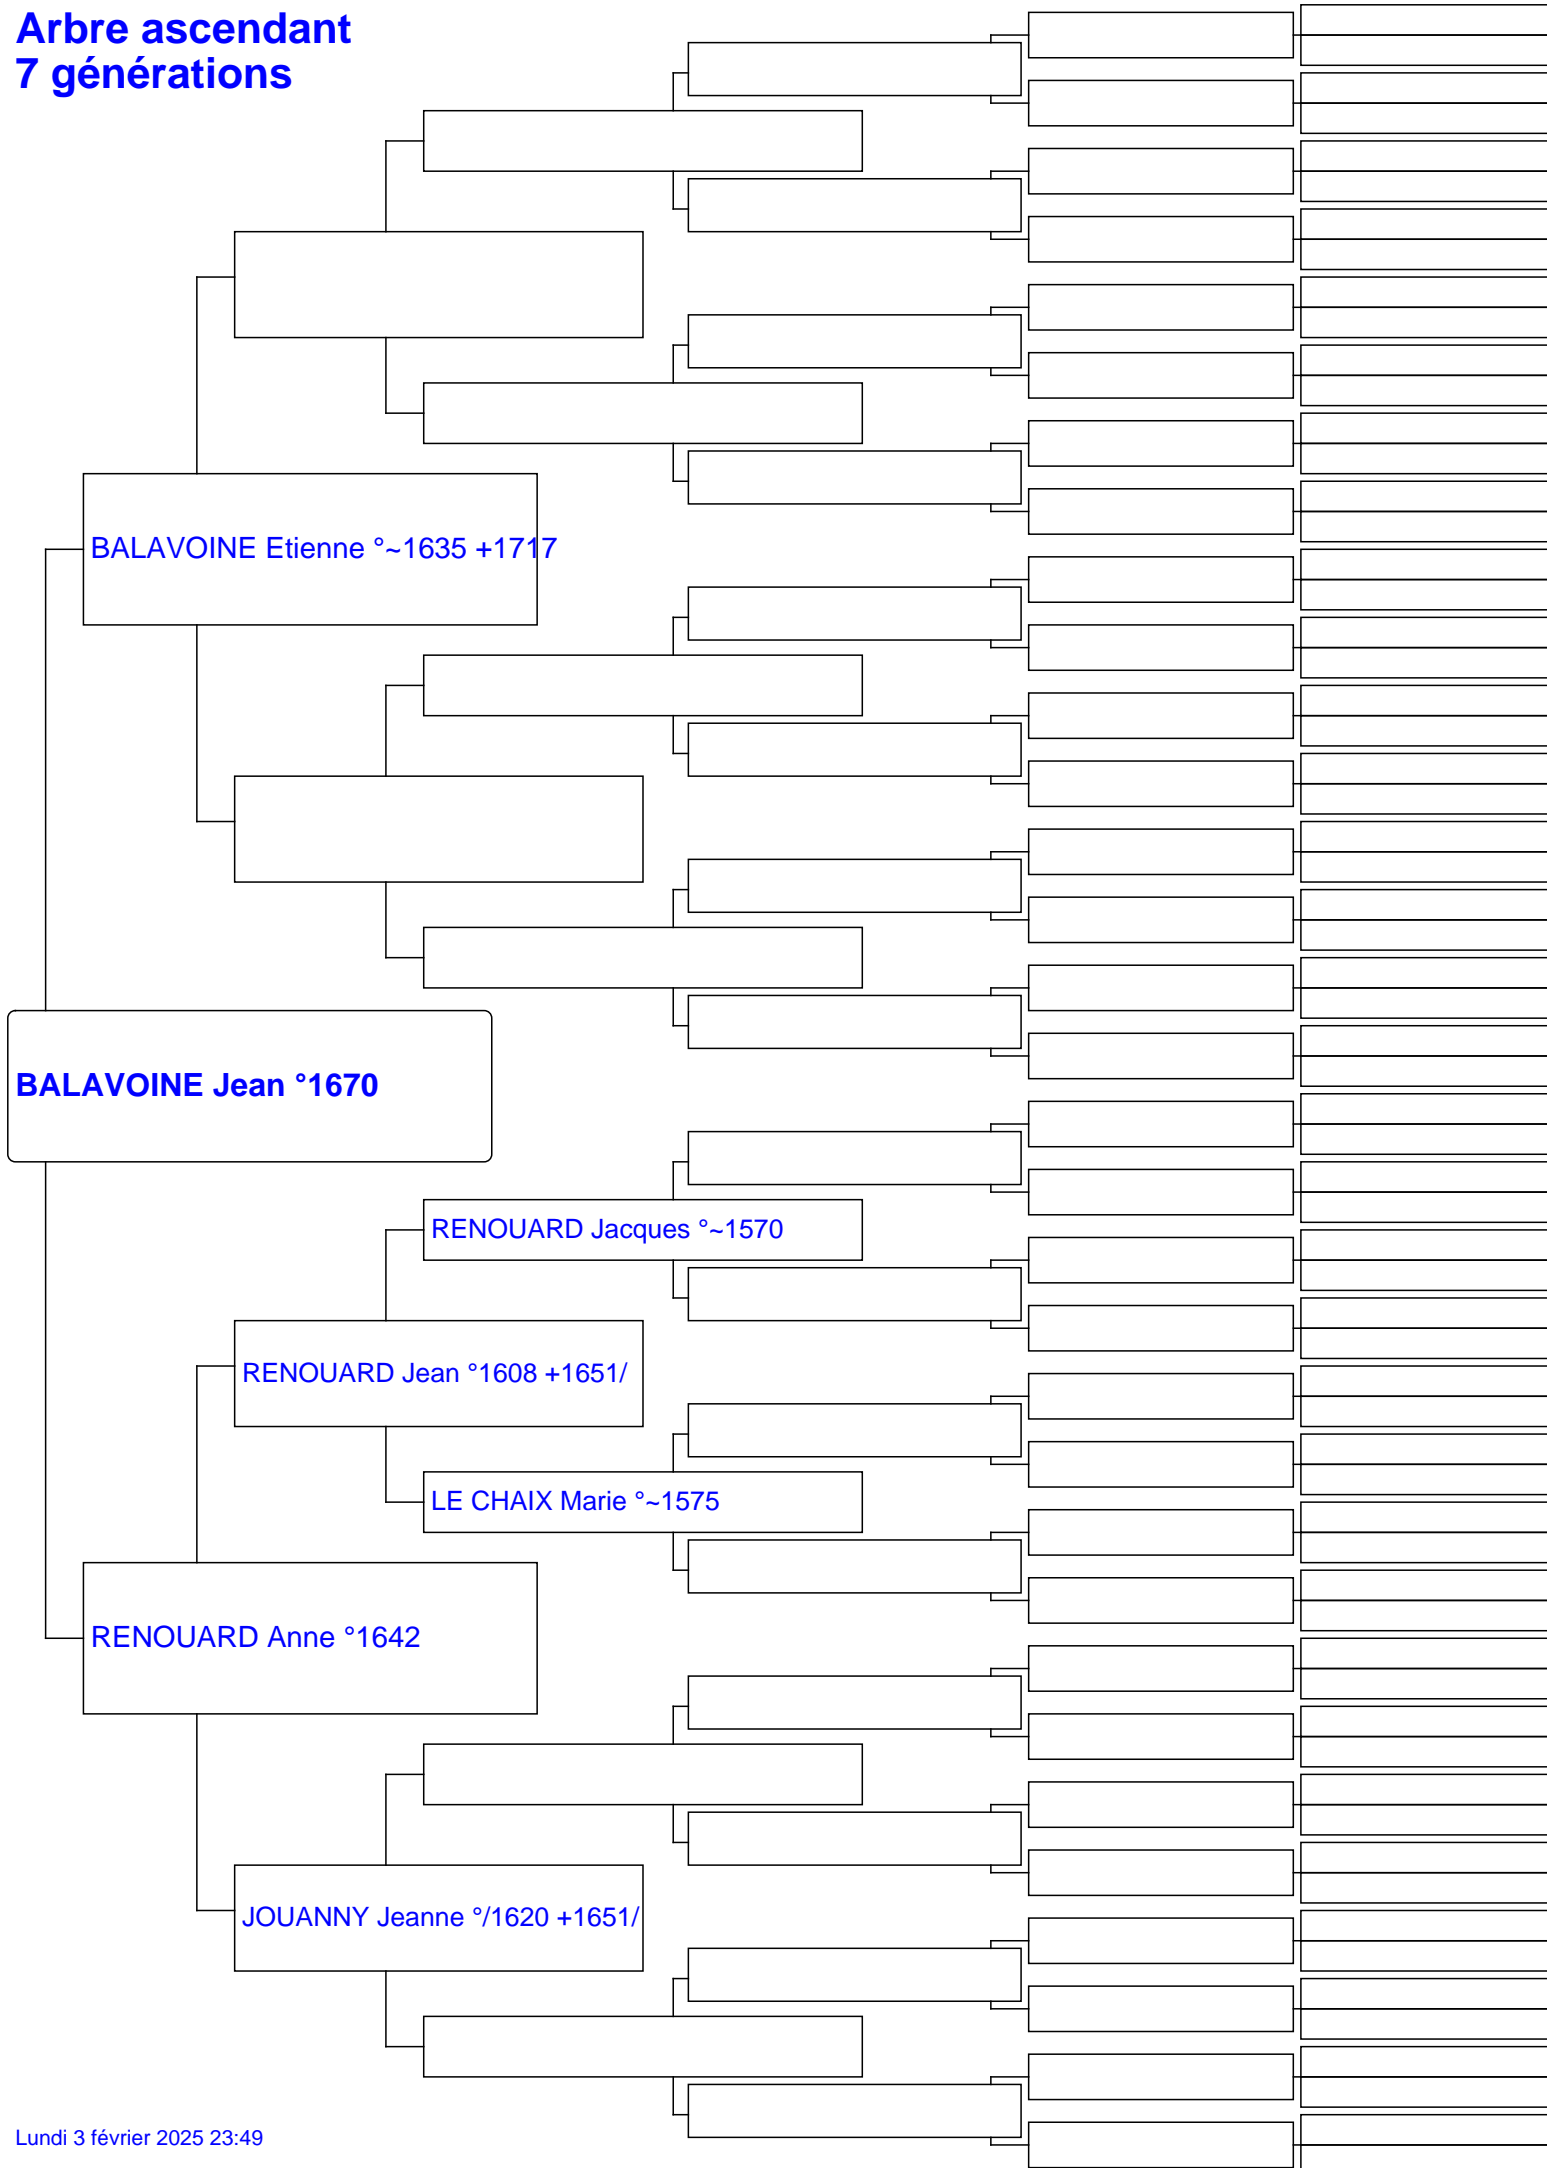 Arbre ascendant
7 générations
BALAVOINE Etienne °~1635 +1717
BALAVOINE Jean °1670
RENOUARD Jacques °~1570
RENOUARD Jean °1608 +1651/
LE CHAIX Marie °~1575
RENOUARD Anne °1642
JOUANNY Jeanne °/1620 +1651/
Lundi 3 février 2025 23:49